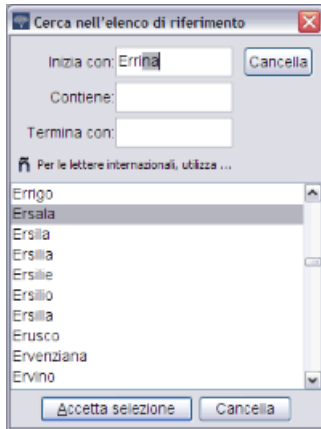 Cerca nell'elenco di riferimento
Inizia con: Errina Cancella
Contiene:
Termina con:
ñ Per le lettere internazionali, utilizza ...
Errigo
Ersala
Ersila
Ersilia
Ersilie
Ersilio
Ersilla
Erusco
Ervenziana
Ervino
Accetta selezione Cancella